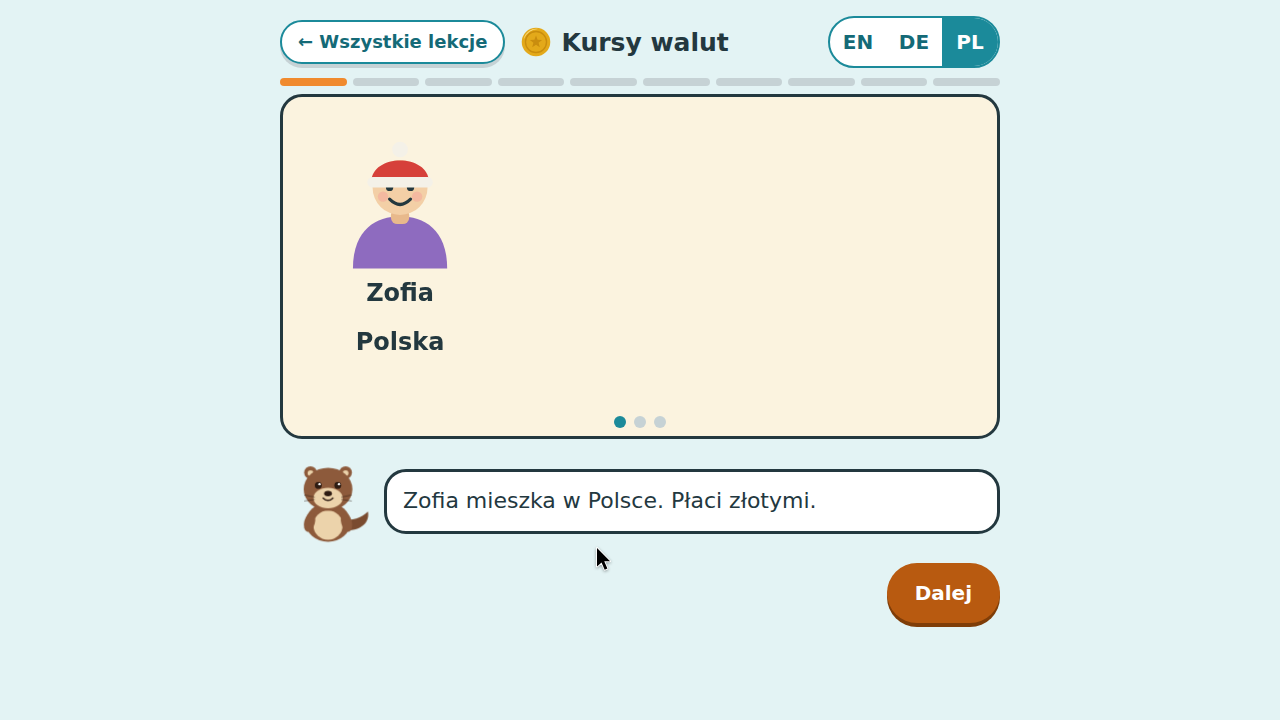 ← Wszystkie lekcje
Kursy walut
EN DE PL
Zofia
Polska
Zofia mieszka w Polsce. Płaci złotymi.
Dalej